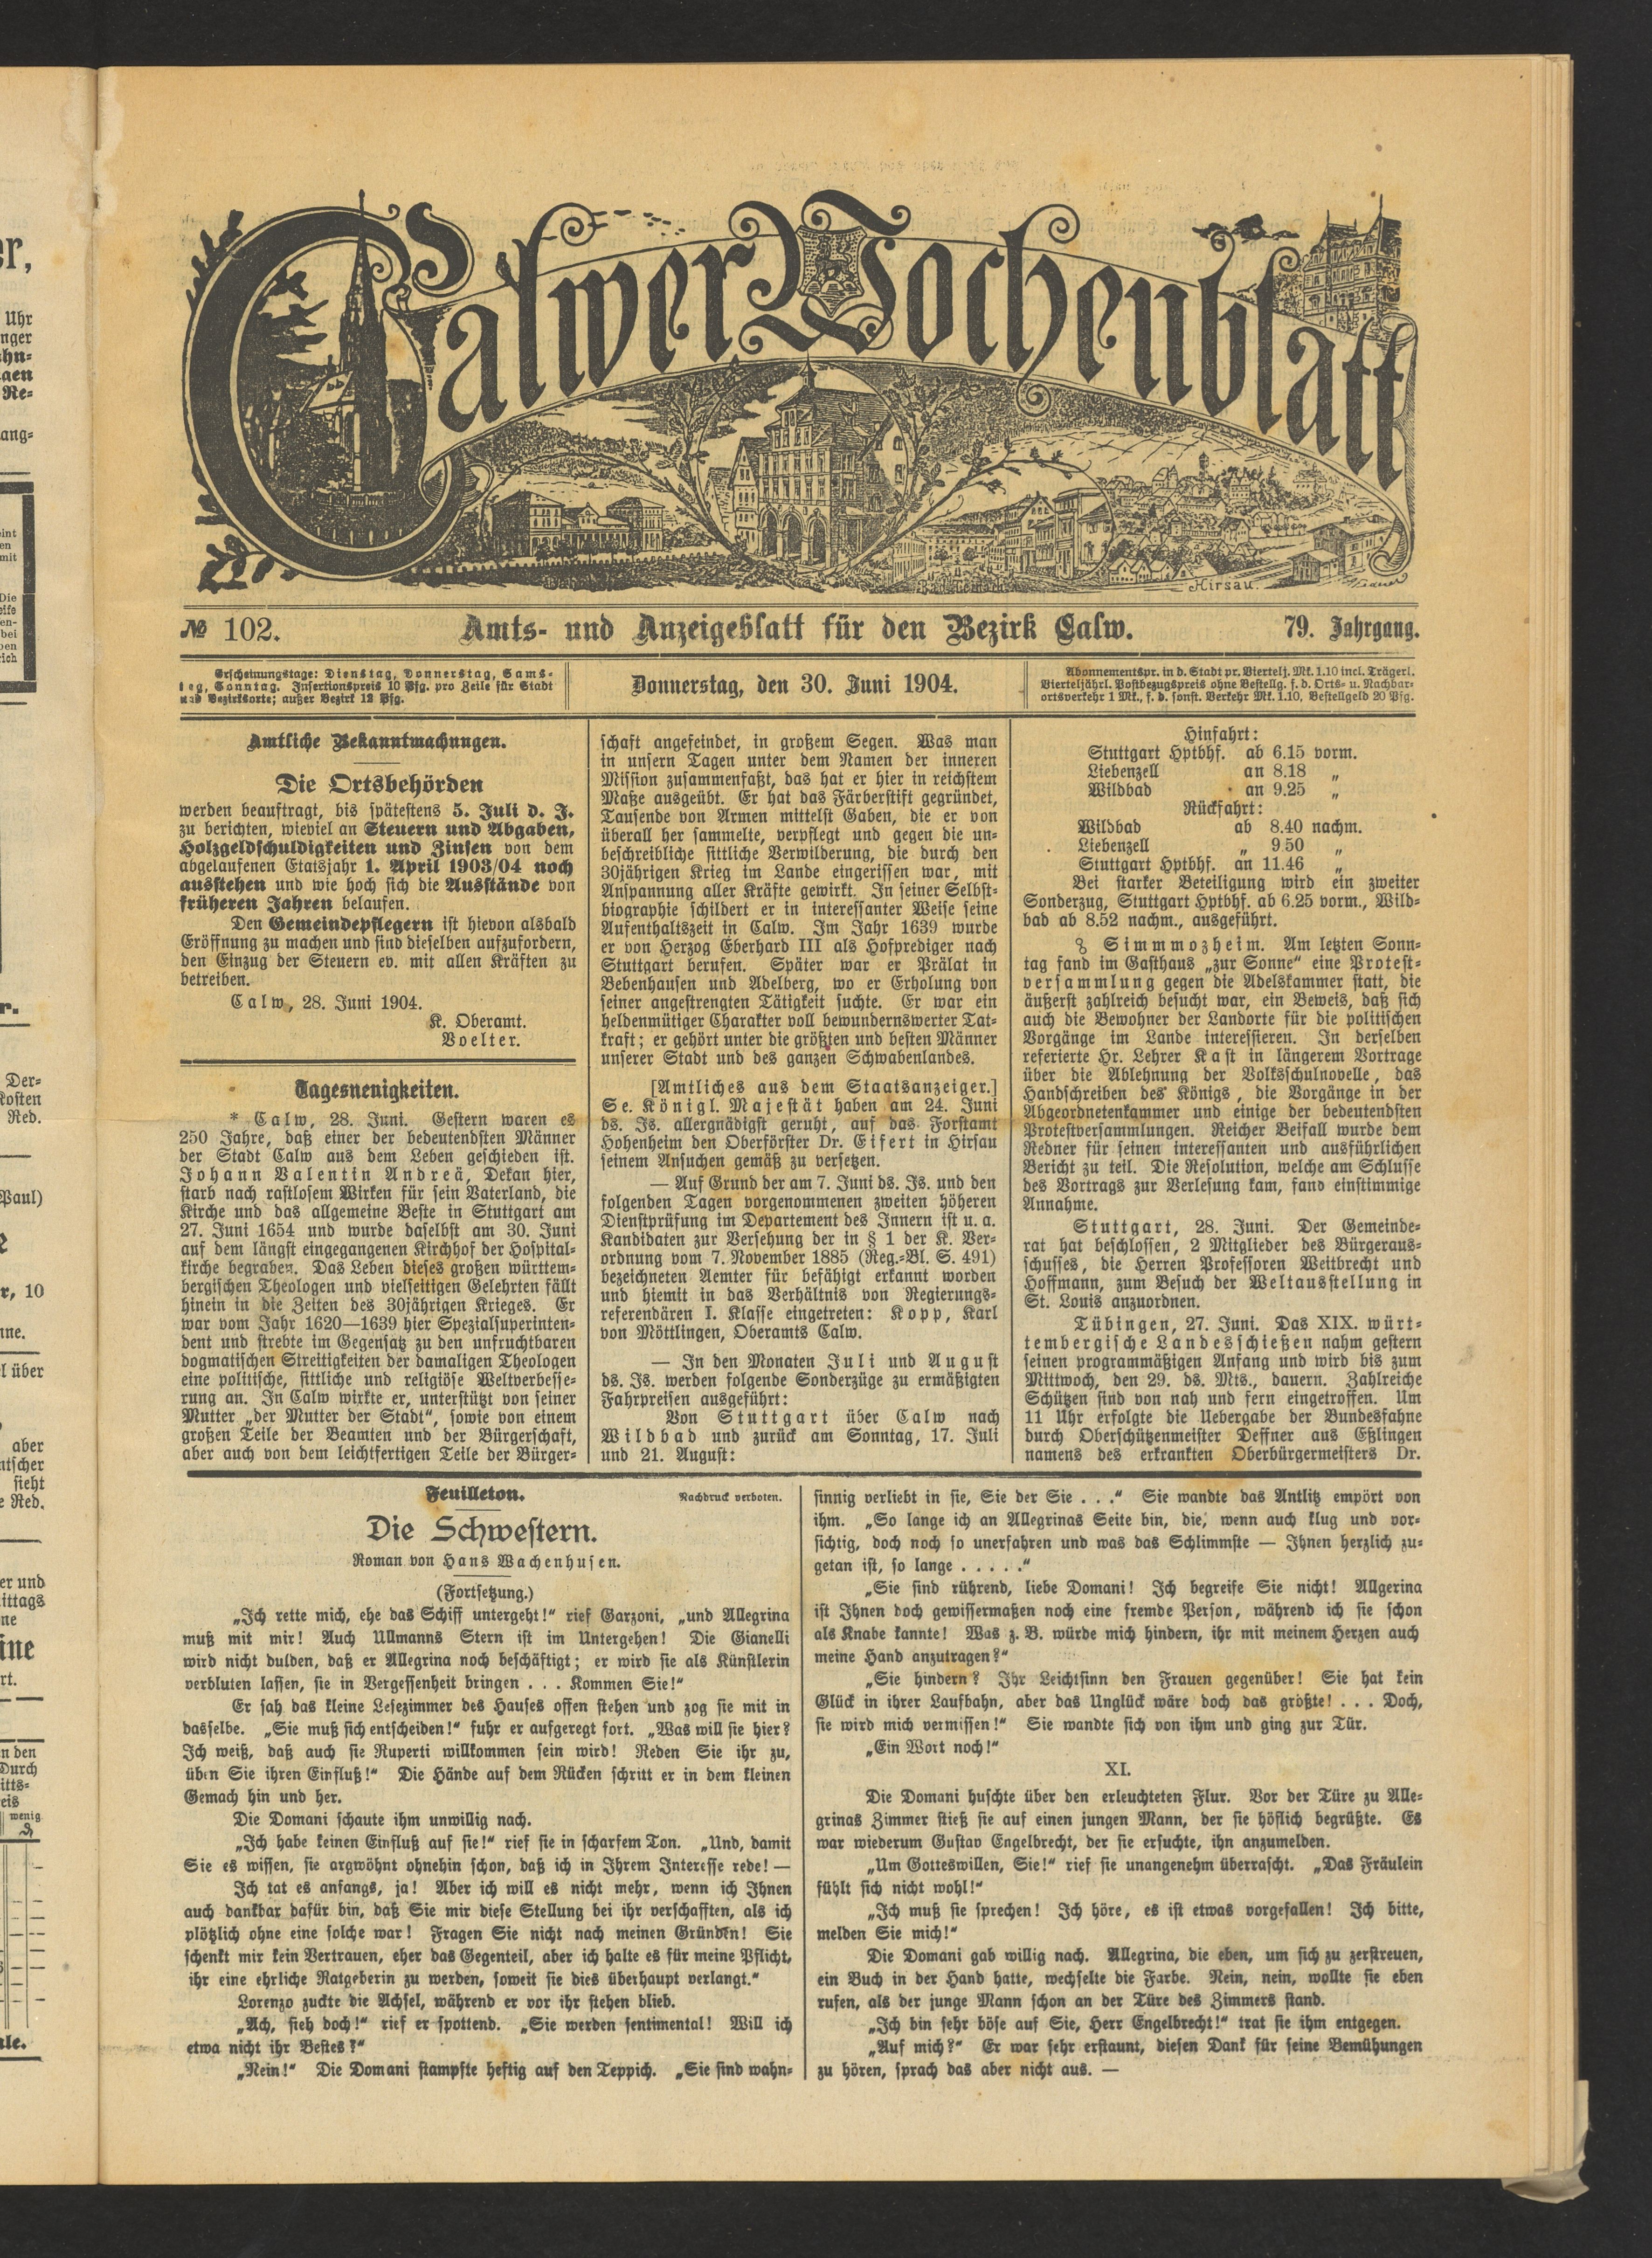 Calwer Wochenblatt
Hirsau.
№ 102.
Amts- und Anzeigeblatt für den Bezirk Calw.
79. Jahrgang.
Erscheinungstage: Dienstag, Donnerstag, Sams-
tag, Sonntag. Insertionspreis 10 Pfg. pro Zeile für Stadt
und Bezirksorte; außer Bezirk 12 Pfg.
Donnerstag, den 30. Juni 1904.
Abonnementspr. in d. Stadt pr. Viertelj. Mk. 1.10 incl. Trägerl.
Vierteljährl. Postbezugspreis ohne Bestellg. f. d. Orts- u. Nachbar-
ortsverkehr 1 Mk., f. d. sonst. Verkehr Mk. 1.10, Bestellgeld 20 Pfg.
Amtliche Bekanntmachungen.
Die Ortsbehörden
werden beauftragt, bis spätestens 5. Juli d. J.
zu berichten, wieviel an Steuern und Abgaben,
Holzgeldschuldigkeiten und Zinsen von dem
abgelaufenen Etatsjahr 1. April 1903/04 noch
ausstehen und wie hoch sich die Ausstände von
früheren Jahren belaufen.
Den Gemeindepflegern ist hievon alsbald
Eröffnung zu machen und sind dieselben aufzufordern,
den Einzug der Steuern ev. mit allen Kräften zu
betreiben.
Calw, 28. Juni 1904.
K. Oberamt.
Voelter.
Tagesneuigkeiten.
* Calw, 28. Juni. Gestern waren es
250 Jahre, daß einer der bedeutendsten Männer
der Stadt Calw aus dem Leben geschieden ist.
Johann Valentin Andreä, Dekan hier,
starb nach rastlosem Wirken für sein Vaterland, die
Kirche und das allgemeine Beste in Stuttgart am
27. Juni 1654 und wurde daselbst am 30. Juni
auf dem längst eingegangenen Kirchhof der Hospital-
kirche begraben. Das Leben dieses großen württem-
bergischen Theologen und vielseitigen Gelehrten fällt
hinein in die Zeiten des 30jährigen Krieges. Er
war vom Jahr 1620—1639 hier Spezialsuperinten-
dent und strebte im Gegensatz zu den unfruchtbaren
dogmatischen Streitigkeiten der damaligen Theologen
eine politische, sittliche und religiöse Weltverbesse-
rung an. In Calw wirkte er, unterstützt von seiner
Mutter „der Mutter der Stadt“, sowie von einem
großen Teile der Beamten und der Bürgerschaft,
aber auch von dem leichtfertigen Teile der Bürger-
schaft angefeindet, in großem Segen. Was man
in unsern Tagen unter dem Namen der inneren
Mission zusammenfaßt, das hat er hier in reichstem
Maße ausgeübt. Er hat das Färberstift gegründet,
Tausende von Armen mittelst Gaben, die er von
überall her sammelte, verpflegt und gegen die un-
beschreibliche sittliche Verwilderung, die durch den
30jährigen Krieg im Lande eingerissen war, mit
Anspannung aller Kräfte gewirkt. In seiner Selbst-
biographie schildert er in interessanter Weise seine
Aufenthaltszeit in Calw. Im Jahr 1639 wurde
er von Herzog Eberhard III als Hofprediger nach
Stuttgart berufen. Später war er Prälat in
Bebenhausen und Adelberg, wo er Erholung von
seiner angestrengten Tätigkeit suchte. Er war ein
heldenmütiger Charakter voll bewundernswerter Tat-
kraft; er gehört unter die größten und besten Männer
unserer Stadt und des ganzen Schwabenlandes.
[Amtliches aus dem Staatsanzeiger.]
Se. Königl. Majestät haben am 24. Juni
ds. Js. allergnädigst geruht, auf das Forstamt
Hohenheim den Oberförster Dr. Eifert in Hirsau
seinem Ansuchen gemäß zu versetzen.
— Auf Grund der am 7. Juni ds. Js. und den
folgenden Tagen vorgenommenen zweiten höheren
Dienstprüfung im Departement des Innern ist u. a.
Kandidaten zur Versehung der in § 1 der K. Ver-
ordnung vom 7. November 1885 (Reg.-Bl. S. 491)
bezeichneten Aemter für befähigt erkannt worden
und hiemit in das Verhältnis von Regierungs-
referendären I. Klasse eingetreten: Kopp, Karl
von Möttlingen, Oberamts Calw.
— In den Monaten Juli und August
ds. Js. werden folgende Sonderzüge zu ermäßigten
Fahrpreisen ausgeführt:
Von Stuttgart über Calw nach
Wildbad und zurück am Sonntag, 17. Juli
und 21. August:
Hinfahrt:
Stuttgart Hptbhf. ab 6.15 vorm.
Liebenzell an 8.18 „
Wildbad an 9.25 „
Rückfahrt:
Wildbad ab 8.40 nachm.
Liebenzell „ 9.50 „
Stuttgart Hptbhf. an 11.46 „
Bei starker Beteiligung wird ein zweiter
Sonderzug, Stuttgart Hptbhf. ab 6.25 vorm., Wild-
bad ab 8.52 nachm., ausgeführt.
Simmmozheim. Am letzten Sonn-
tag fand im Gasthaus „zur Sonne“ eine Protest-
versammlung gegen die Adelskammer statt, die
äußerst zahlreich besucht war, ein Beweis, daß sich
auch die Bewohner der Landorte für die politischen
Vorgänge im Lande interessieren. In derselben
referierte Hr. Lehrer Kast in längerem Vortrage
über die Ablehnung der Volksschulnovelle, das
Handschreiben des Königs, die Vorgänge in der
Abgeordnetenkammer und einige der bedeutendsten
Protestversammlungen. Reicher Beifall wurde dem
Redner für seinen interessanten und ausführlichen
Bericht zu teil. Die Resolution, welche am Schlusse
des Vortrags zur Verlesung kam, fand einstimmige
Annahme.
Stuttgart, 28. Juni. Der Gemeinde-
rat hat beschlossen, 2 Mitglieder des Bürgeraus-
schusses, die Herren Professoren Weitbrecht und
Hoffmann, zum Besuch der Weltausstellung in
St. Louis anzuordnen.
Tübingen, 27. Juni. Das XIX. würt-
tembergische Landesschießen nahm gestern
seinen programmäßigen Anfang und wird bis zum
Mittwoch, den 29. ds. Mts., dauern. Zahlreiche
Schützen sind von nah und fern eingetroffen. Um
11 Uhr erfolgte die Uebergabe der Bundesfahne
durch Oberschützenmeister Deffner aus Eßlingen
namens des erkrankten Oberbürgermeisters Dr.
Feuilleton.
Nachdruck verboten.
Die Schwestern.
Roman von Hans Wachenhusen.
(Fortsetzung.)
„Ich rette mich, ehe das Schiff untergeht!“ rief Garzoni, „und Allegrina
muß mit mir! Auch Ullmanns Stern ist im Untergehen! Die Gianelli
wird nicht dulden, daß er Allegrina noch beschäftigt; er wird sie als Künstlerin
verbluten lassen, sie in Vergessenheit bringen . . . Kommen Sie!“
Er sah das kleine Lesezimmer des Hauses offen stehen und zog sie mit in
dasselbe. „Sie muß sich entscheiden!“ fuhr er aufgeregt fort. „Was will sie hier?
Ich weiß, daß auch sie Ruperti willkommen sein wird! Reden Sie ihr zu,
üben Sie ihren Einfluß!“ Die Hände auf dem Rücken schritt er in dem kleinen
Gemach hin und her.
Die Domani schaute ihm unwillig nach.
„Ich habe keinen Einfluß auf sie!“ rief sie in scharfem Ton. „Und, damit
Sie es wissen, sie argwöhnt ohnehin schon, daß ich in Ihrem Interesse rede! —
Ich tat es anfangs, ja! Aber ich will es nicht mehr, wenn ich Ihnen
auch dankbar dafür bin, daß Sie mir diese Stellung bei ihr verschafften, als ich
plötzlich ohne eine solche war! Fragen Sie nicht nach meinen Gründen! Sie
schenkt mir kein Vertrauen, eher das Gegenteil, aber ich halte es für meine Pflicht,
ihr eine ehrliche Ratgeberin zu werden, soweit sie dies überhaupt verlangt.“
Lorenzo zuckte die Achsel, während er vor ihr stehen blieb.
„Ach, sieh doch!“ rief er spottend. „Sie werden sentimental! Will ich
etwa nicht ihr Bestes?“
„Nein!“ Die Domani stampfte heftig auf den Teppich. „Sie sind wahn-
sinnig verliebt in sie, Sie der Sie . . .“ Sie wandte das Antlitz empört von
ihm. „So lange ich an Allegrinas Seite bin, die, wenn auch klug und vor-
sichtig, doch noch so unerfahren und was das Schlimmste — Ihnen herzlich zu-
getan ist, so lange . . . . .“
„Sie sind rührend, liebe Domani! Ich begreife Sie nicht! Allgerina
ist Ihnen doch gewissermaßen noch eine fremde Person, während ich sie schon
als Knabe kannte! Was z. B. würde mich hindern, ihr mit meinem Herzen auch
meine Hand anzutragen?“
„Sie hindern? Ihr Leichtsinn den Frauen gegenüber! Sie hat kein
Glück in ihrer Laufbahn, aber das Unglück wäre doch das größte! . . . Doch,
sie wird mich vermissen!“ Sie wandte sich von ihm und ging zur Tür.
„Ein Wort noch!“
XI.
Die Domani huschte über den erleuchteten Flur. Vor der Türe zu Alle-
grinas Zimmer stieß sie auf einen jungen Mann, der sie höflich begrüßte. Es
war wiederum Gustav Engelbrecht, der sie ersuchte, ihn anzumelden.
„Um Gotteswillen, Sie!“ rief sie unangenehm überrascht. „Das Fräulein
fühlt sich nicht wohl!“
„Ich muß sie sprechen! Ich höre, es ist etwas vorgefallen! Ich bitte,
melden Sie mich!“
Die Domani gab willig nach. Allegrina, die eben, um sich zu zerstreuen,
ein Buch in der Hand hatte, wechselte die Farbe. Nein, nein, wollte sie eben
rufen, als der junge Mann schon an der Türe des Zimmers stand.
„Ich bin sehr böse auf Sie, Herr Engelbrecht!“ trat sie ihm entgegen.
„Auf mich?“ Er war sehr erstaunt, diesen Dank für seine Bemühungen
zu hören, sprach das aber nicht aus. —